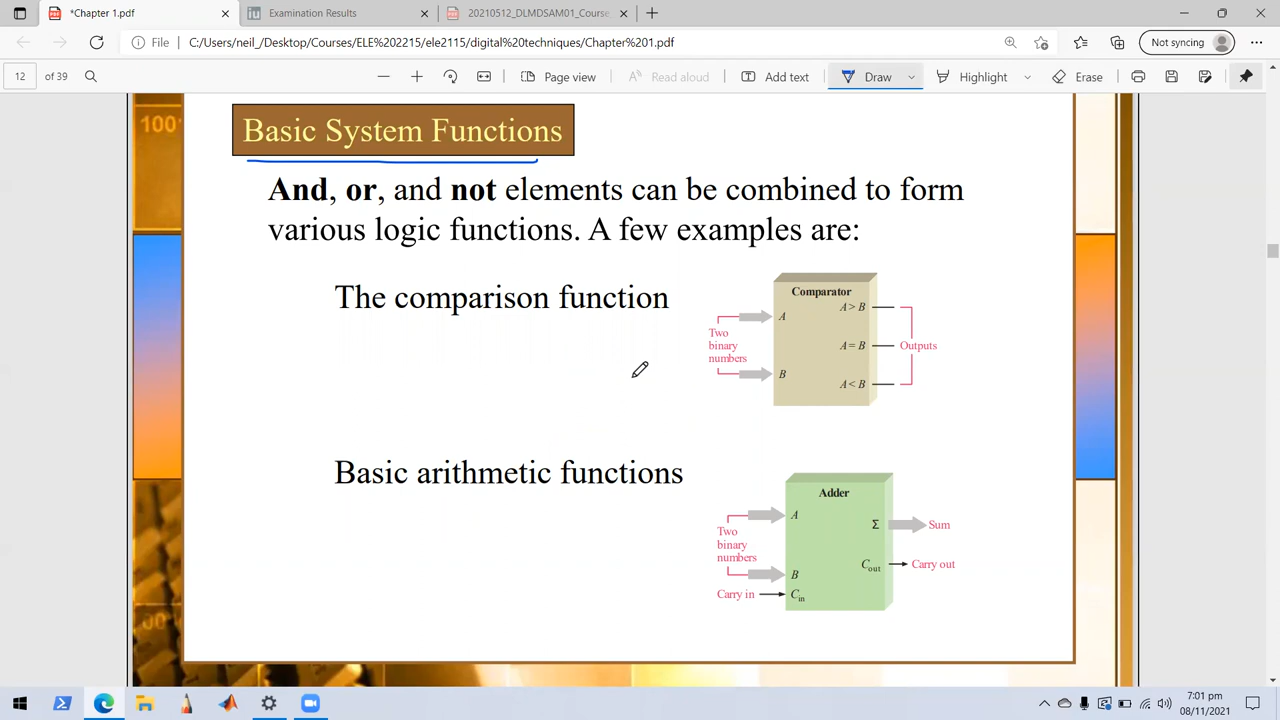 *Chapter 1.pdf
Examination Results
20210512_DLMDSAM01_Course
File
C:/Users/neil_/Desktop/Courses/ELE%202215/ele2115/digital%20techniques/Chapter%201.pdf
Not syncing
12 of 39
Page view
Read aloud
Add text
Draw
Highlight
Erase
100
Basic System Functions
And, or, and not elements can be combined to form
various logic functions. A few examples are:
The comparison function
Comparator
Two
binary
numbers
A
B
A > B
A = B
A < B
Outputs
Basic arithmetic functions
Adder
Two
binary
numbers
A
B
Carry in
Cin
Σ
Sum
Cout
Carry out
7:01 pm
08/11/2021